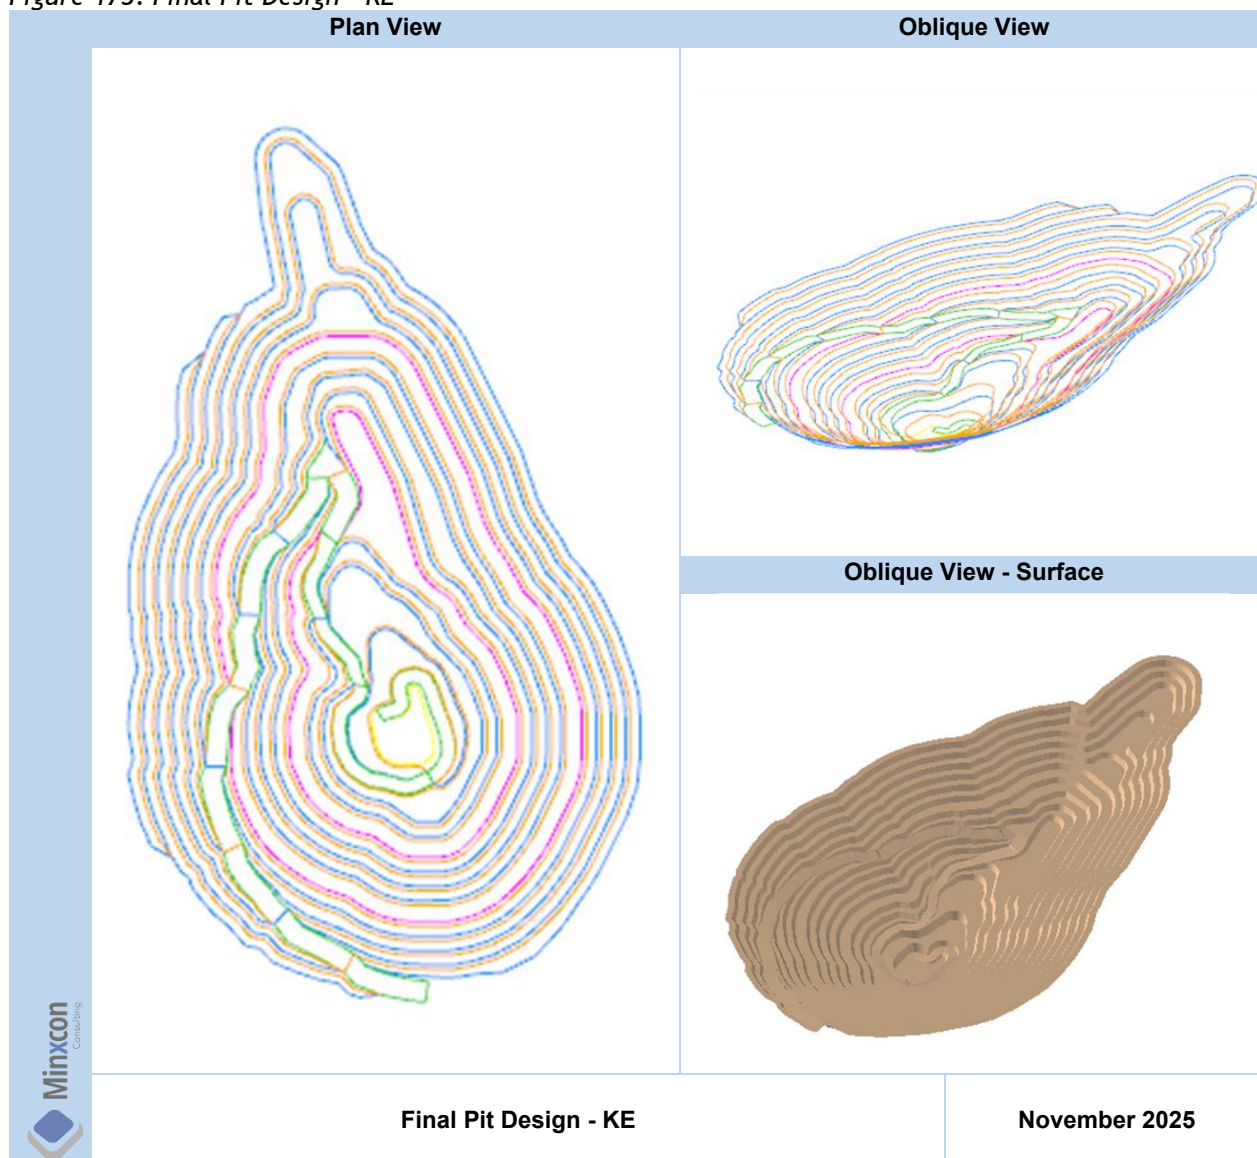 Plan View
Oblique View
Oblique View - Surface
Minxcon
Consulting
Final Pit Design - KE
November 2025